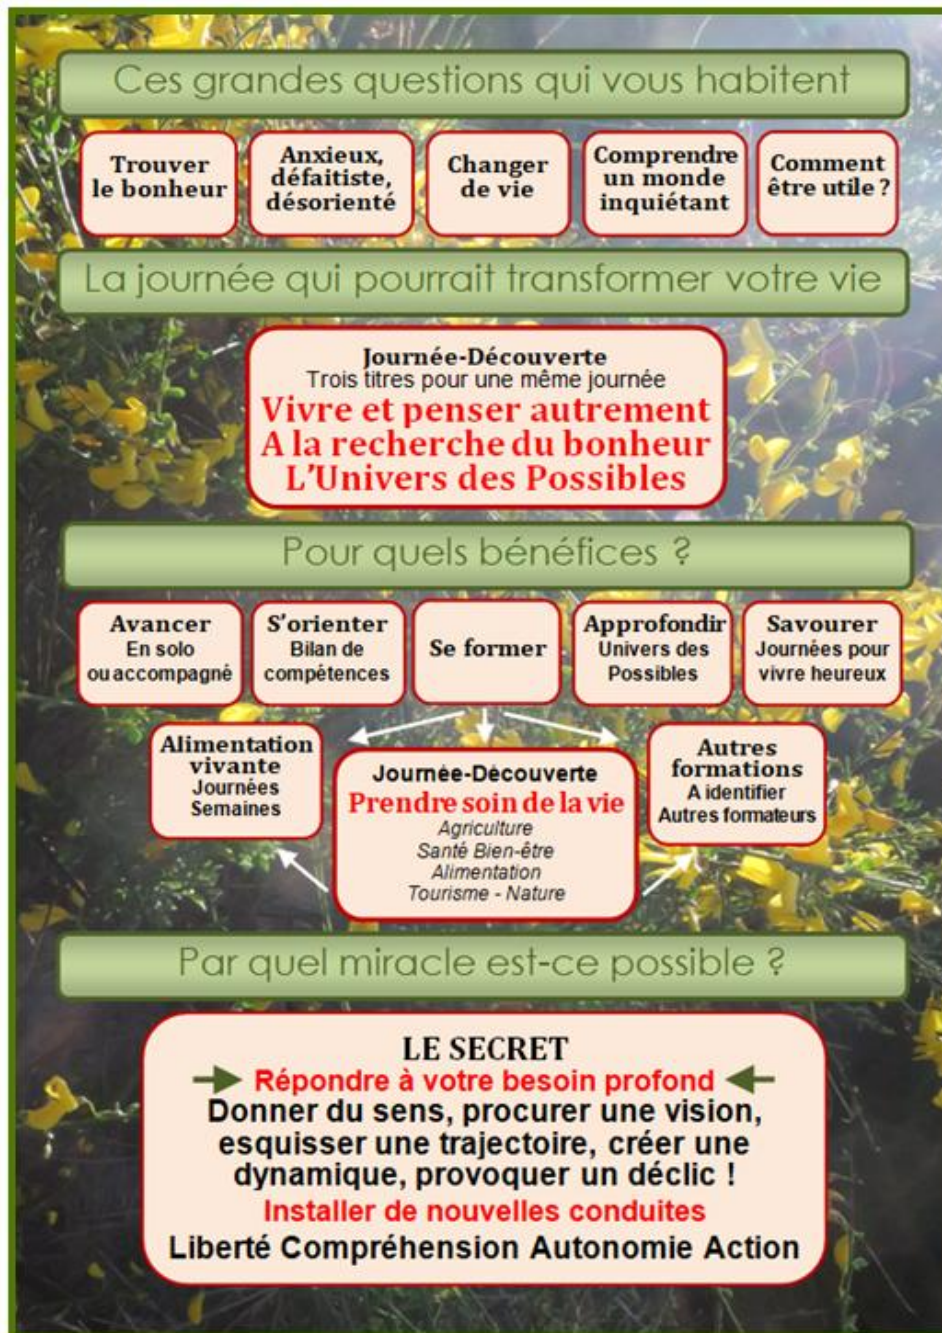 Ces grandes questions qui vous habitent
Trouver
le bonheur
Anxieux,
défaitiste,
désorienté
Changer
de vie
Comprendre
un monde
inquiétant
Comment
être utile ?
La journée qui pourrait transformer votre vie
Journée-Découverte
Trois titres pour une même journée
Vivre et penser autrement
A la recherche du bonheur
L'Univers des Possibles
Pour quels bénéfices ?
Avancer
En solo
ou accompagné
S'orienter
Bilan de
compétences
Se former
Approfondir
Univers des
Possibles
Savourer
Journées pour
vivre heureux
Alimentation
vivante
Journées
Semaines
Journée-Découverte
Prendre soin de la vie
Agriculture
Santé Bien-être
Alimentation
Tourisme - Nature
Autres
formations
A identifier
Autres formateurs
Par quel miracle est-ce possible ?
LE SECRET
Répondre à votre besoin profond
Donner du sens, procurer une vision,
esquisser une trajectoire, créer une
dynamique, provoquer un déclic !
Installer de nouvelles conduites
Liberté Compréhension Autonomie Action